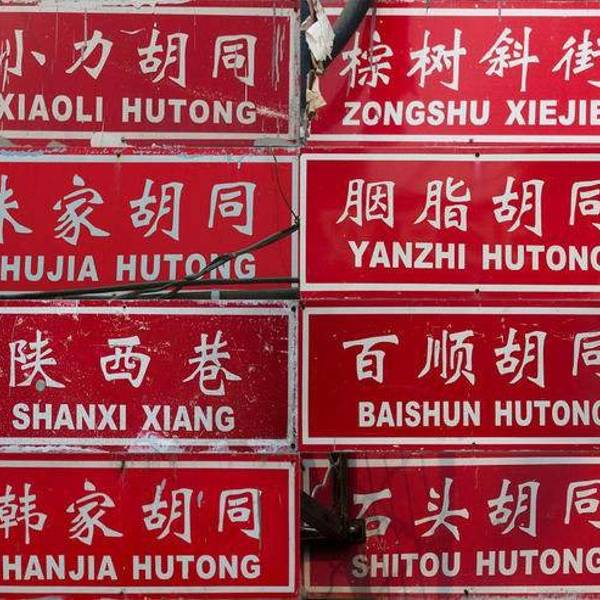 小力胡同
XIAOLI HUTONG
棕树斜街
ZONGSHU XIEJIE
朱家胡同
HUJIA HUTONG
胭脂胡同
YANZHI HUTONG
陕西巷
SHANXI XIANG
百顺胡同
BAISHUN HUTONG
韩家胡同
HANJIA HUTONG
石头胡同
SHITOU HUTONG